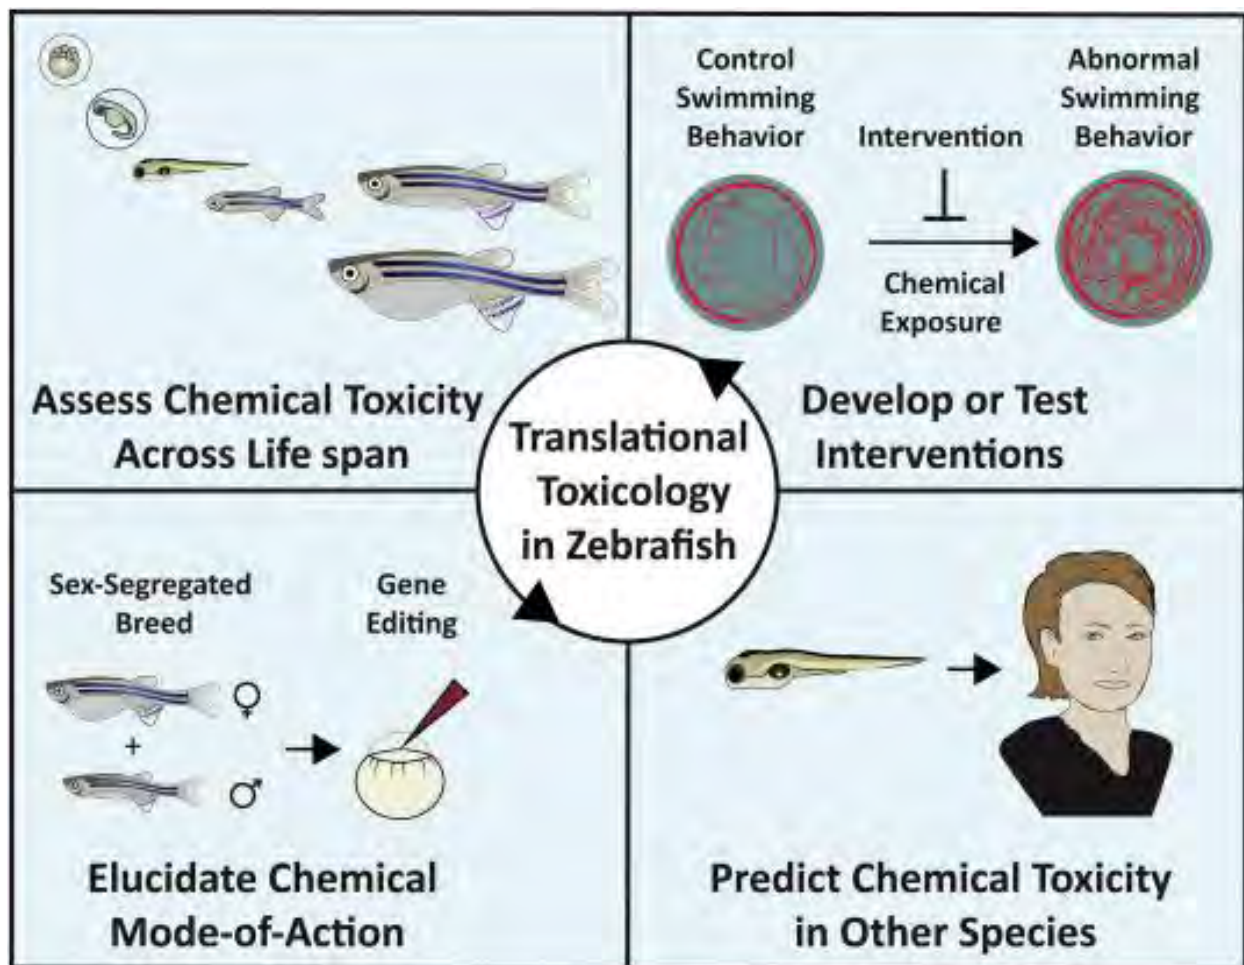 Control
Swimming
Behavior
Intervention
Abnormal
Swimming
Behavior
Chemical
Exposure
Assess Chemical Toxicity
Across Life span
Develop or Test
Interventions
Translational
Toxicology
in Zebrafish
Sex-Segregated
Breed
Gene
Editing
♀
+
♂
Elucidate Chemical
Mode-of-Action
Predict Chemical Toxicity
in Other Species